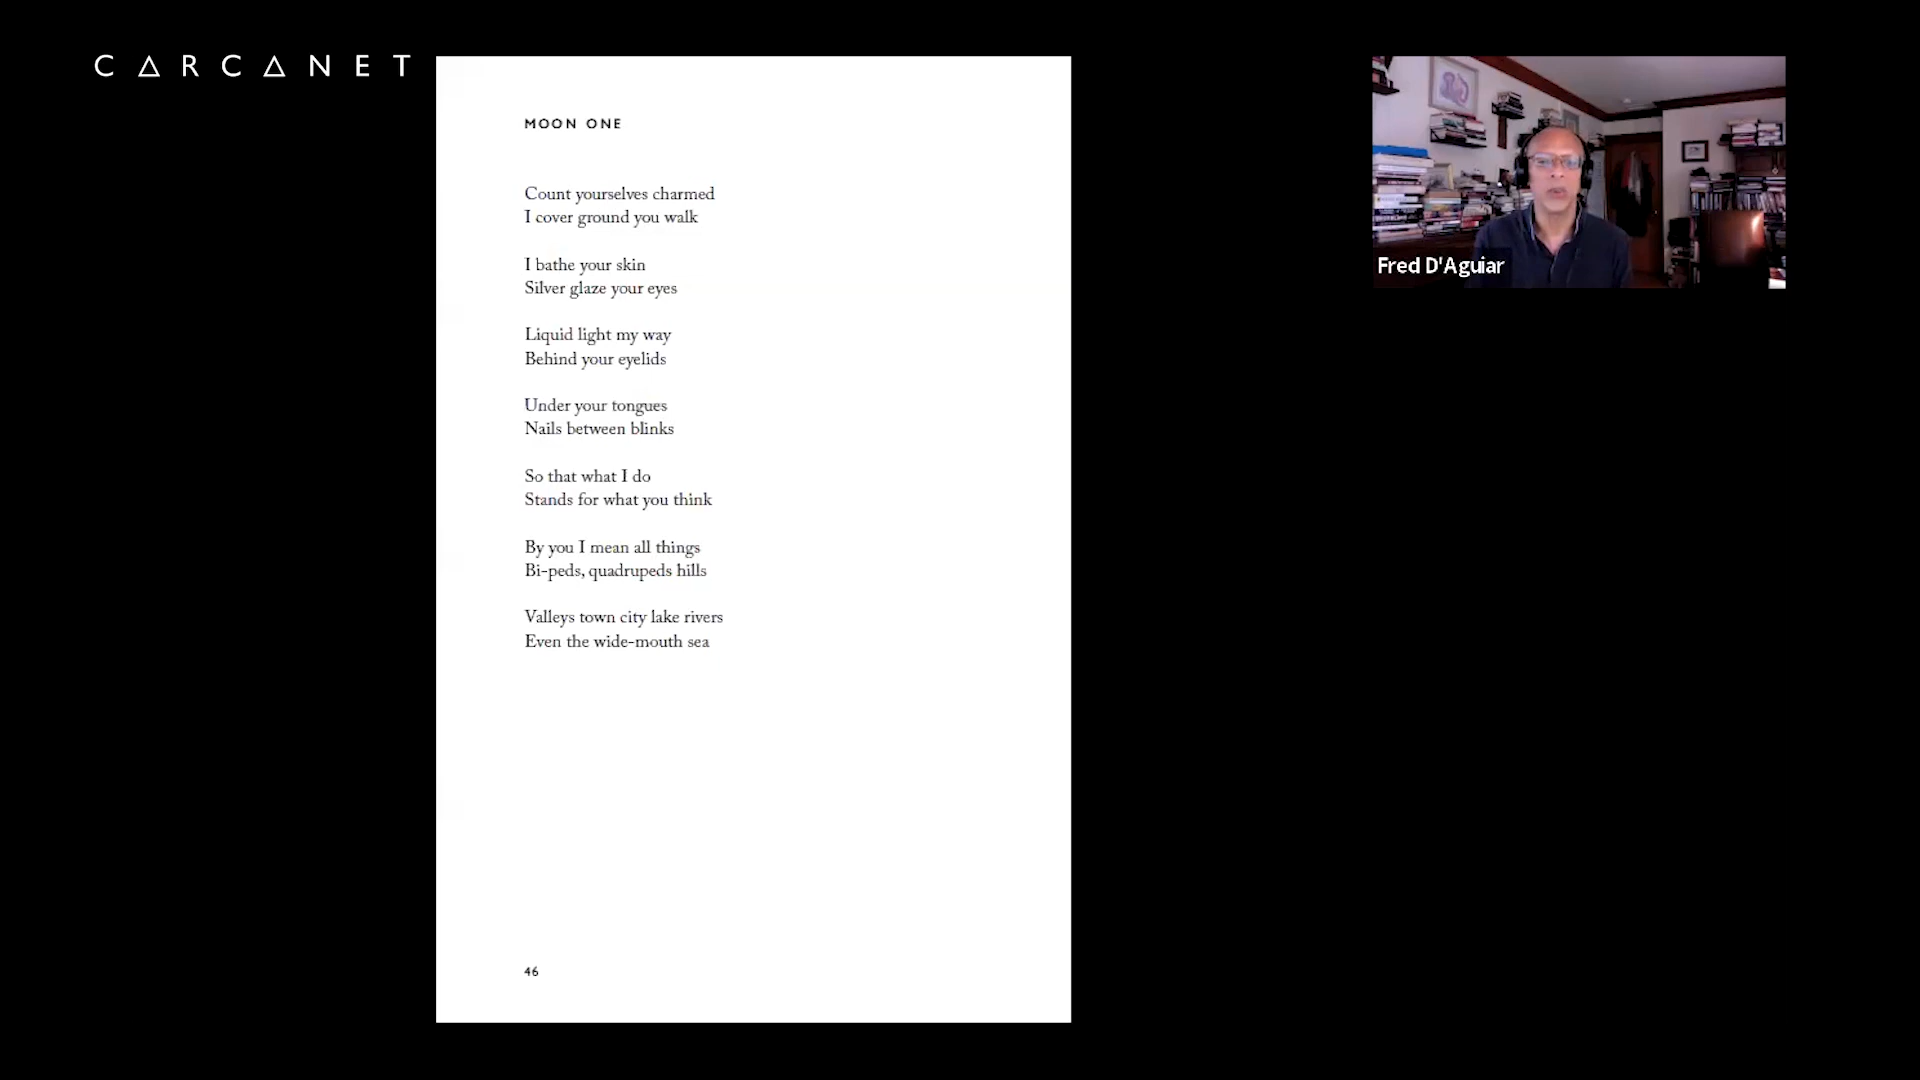 CARCANET
MOON ONE
Count yourselves charmed
I cover ground you walk
I bathe your skin
Silver glaze your eyes
Liquid light my way
Behind your eyelids
Under your tongues
Nails between blinks
So that what I do
Stands for what you think
By you I mean all things
Bi-peds, quadrupeds hills
Valleys town city lake rivers
Even the wide-mouth sea
46
Fred D'Aguiar